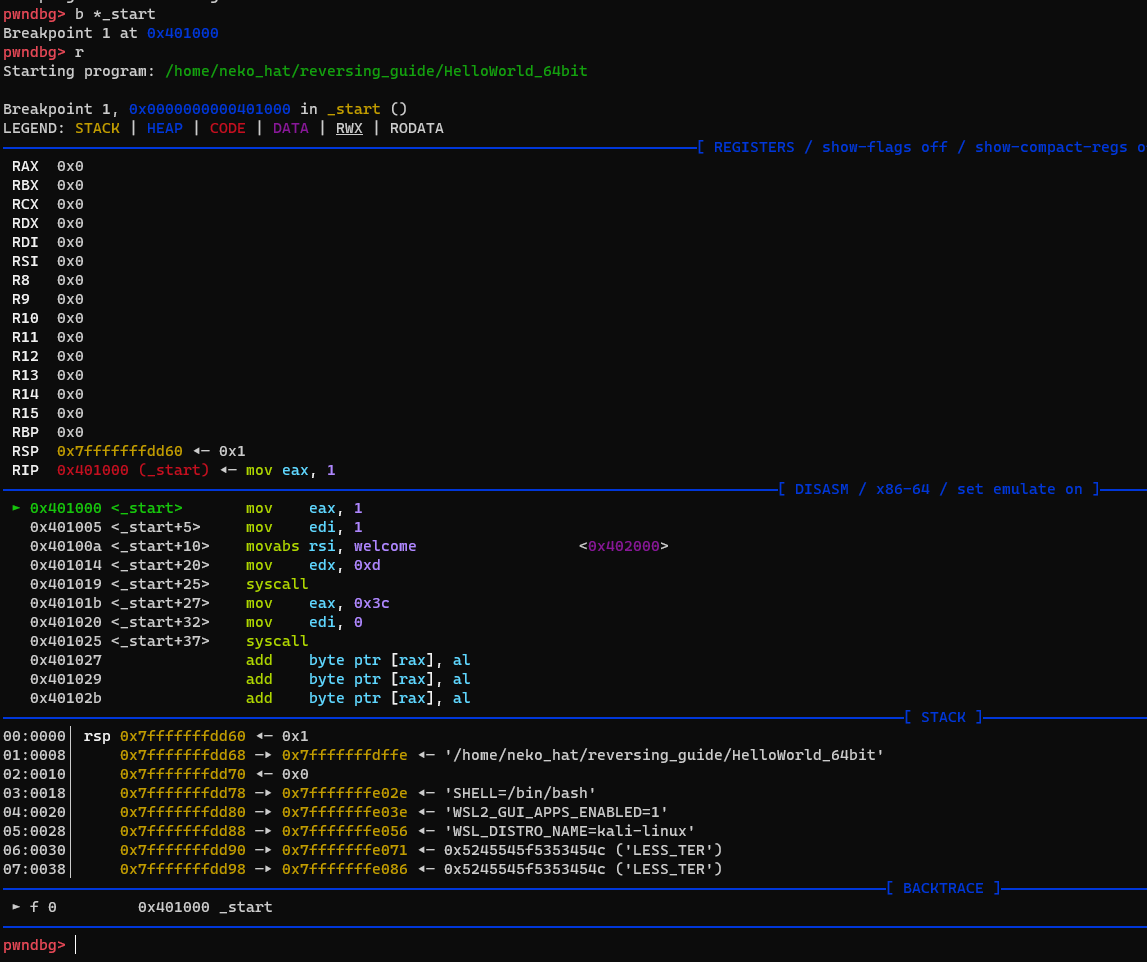 pwndbg> b *_start
Breakpoint 1 at 0x401000
pwndbg> r
Starting program: /home/neko_hat/reversing_guide/HelloWorld_64bit
Breakpoint 1, 0x0000000000401000 in _start ()
LEGEND: STACK | HEAP | CODE | DATA | RWX | RODATA
[ REGISTERS / show-flags off / show-compact-regs o
RAX  0x0
RBX  0x0
RCX  0x0
RDX  0x0
RDI  0x0
RSI  0x0
R8   0x0
R9   0x0
R10  0x0
R11  0x0
R12  0x0
R13  0x0
R14  0x0
R15  0x0
RBP  0x0
RSP  0x7fffffffdd60 ◂— 0x1
RIP  0x401000 (_start) ◂— mov eax, 1
[ DISASM / x86-64 / set emulate on ]
► 0x401000 <_start>       mov    eax, 1
0x401005 <_start+5>     mov    edi, 1
0x40100a <_start+10>    movabs rsi, welcome                  <0x402000>
0x401014 <_start+20>    mov    edx, 0xd
0x401019 <_start+25>    syscall
0x40101b <_start+27>    mov    eax, 0x3c
0x401020 <_start+32>    mov    edi, 0
0x401025 <_start+37>    syscall
0x401027                add    byte ptr [rax], al
0x401029                add    byte ptr [rax], al
0x40102b                add    byte ptr [rax], al
[ STACK ]
00:0000│ rsp 0x7fffffffdd60 ◂— 0x1
01:0008│     0x7fffffffdd68 —▸ 0x7fffffffdffe ◂— '/home/neko_hat/reversing_guide/HelloWorld_64bit'
02:0010│     0x7fffffffdd70 ◂— 0x0
03:0018│     0x7fffffffdd78 —▸ 0x7fffffffe02e ◂— 'SHELL=/bin/bash'
04:0020│     0x7fffffffdd80 —▸ 0x7fffffffe03e ◂— 'WSL2_GUI_APPS_ENABLED=1'
05:0028│     0x7fffffffdd88 —▸ 0x7fffffffe056 ◂— 'WSL_DISTRO_NAME=kali-linux'
06:0030│     0x7fffffffdd90 —▸ 0x7fffffffe071 ◂— 0x5245545f5353454c ('LESS_TER')
07:0038│     0x7fffffffdd98 —▸ 0x7fffffffe086 ◂— 0x5245545f5353454c ('LESS_TER')
[ BACKTRACE ]
► f 0         0x401000 _start
pwndbg>